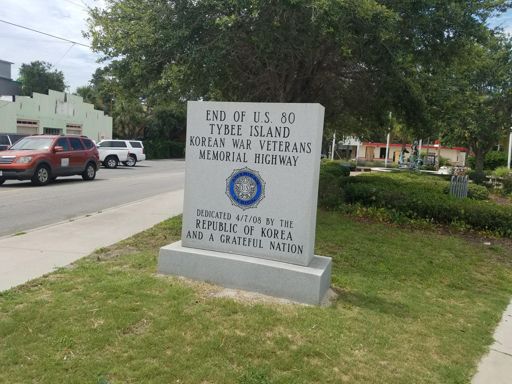 END OF U.S. 80
TYBEE ISLAND
KOREAN WAR VETERANS
MEMORIAL HIGHWAY
DEDICATED 4/7/08 BY THE
REPUBLIC OF KOREA
AND A GRATEFUL NATION